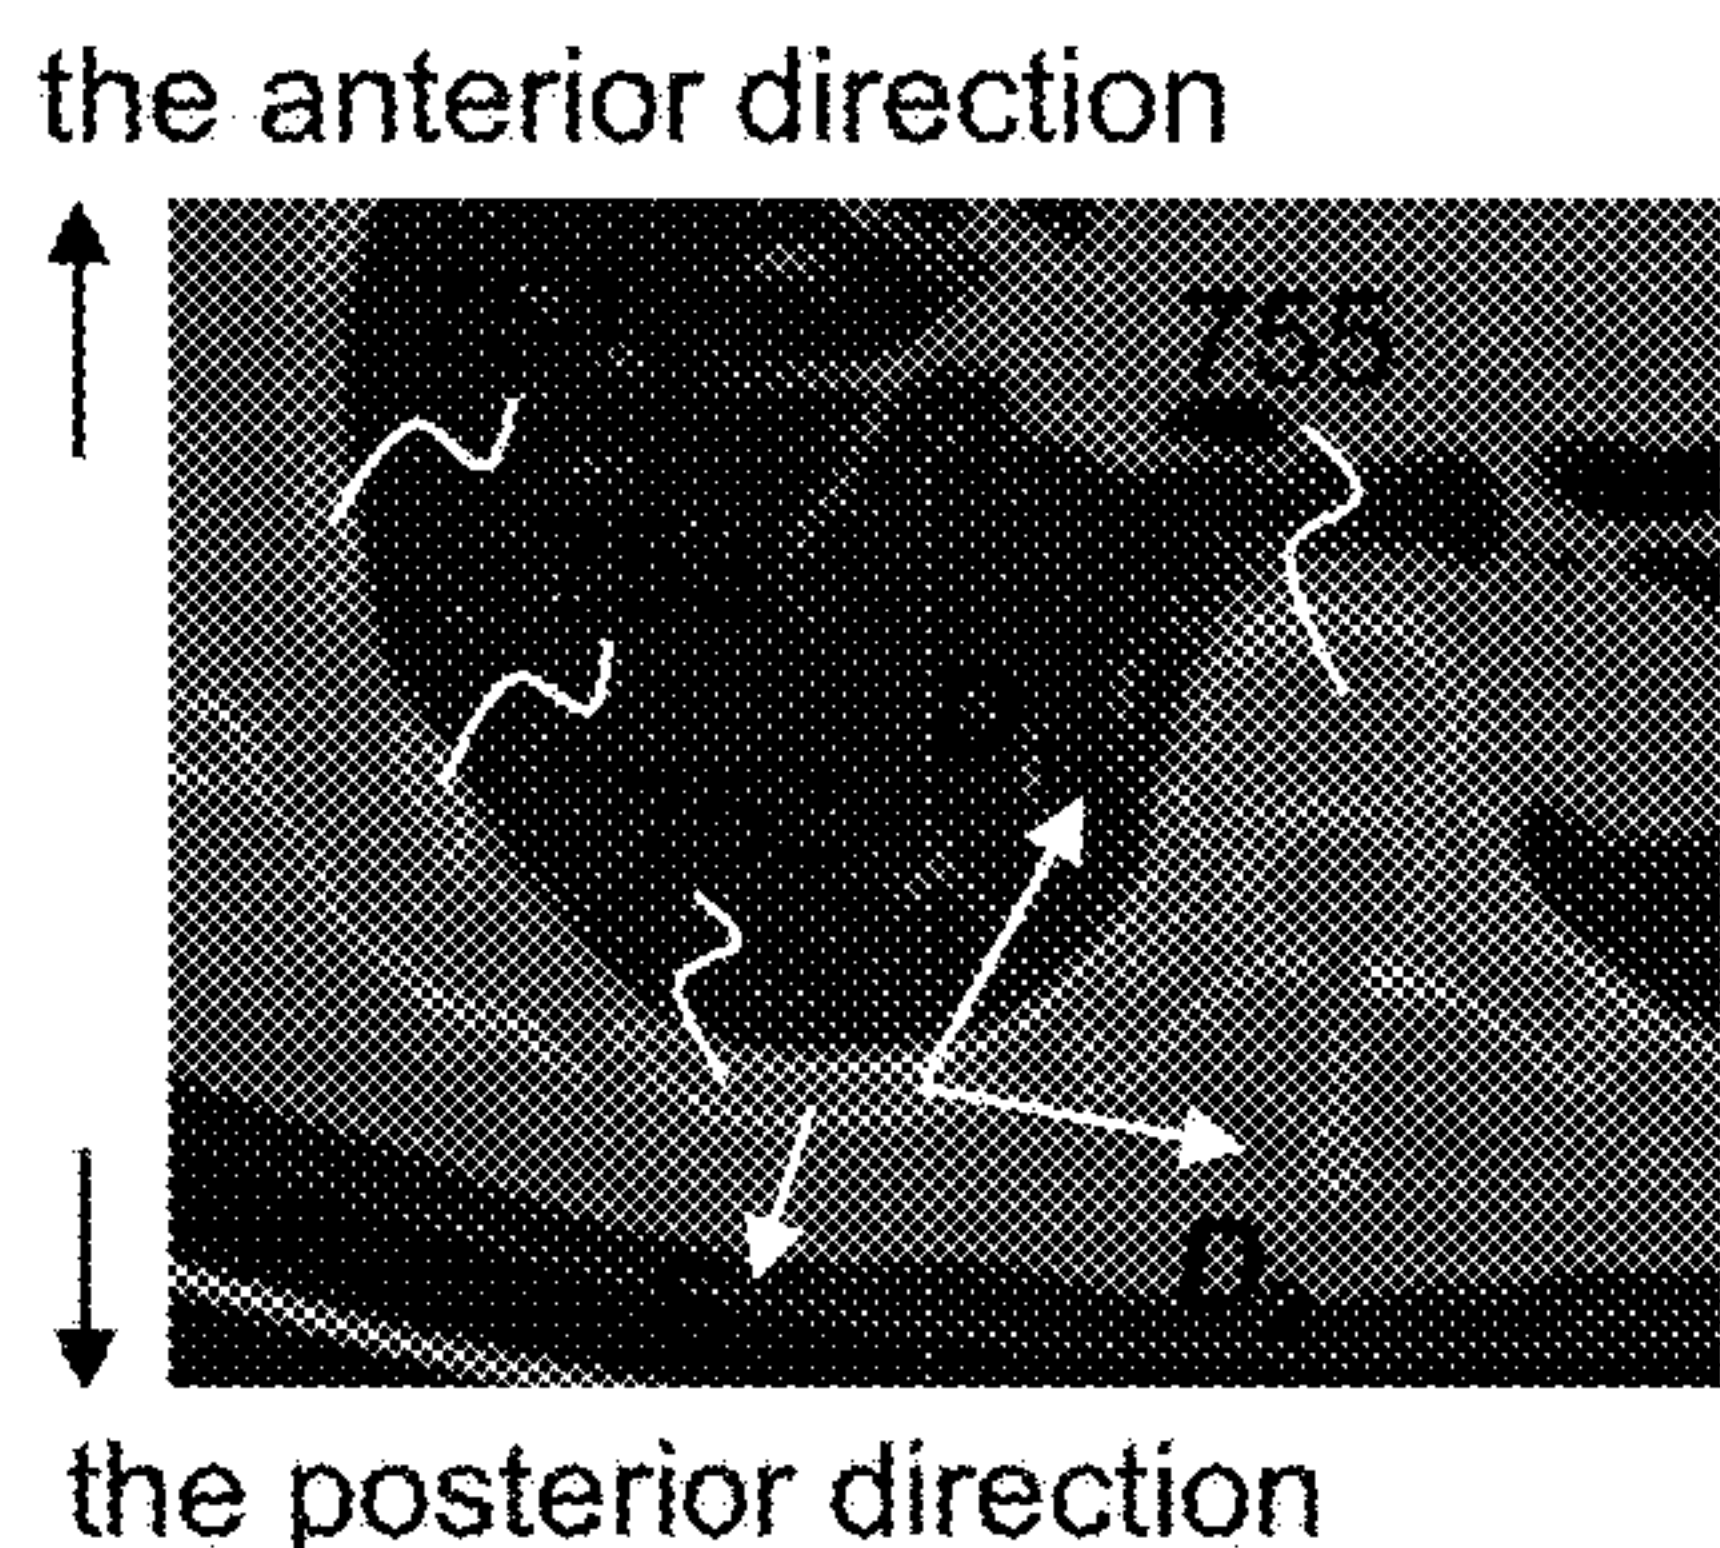 the anterior direction
755
the posterior direction